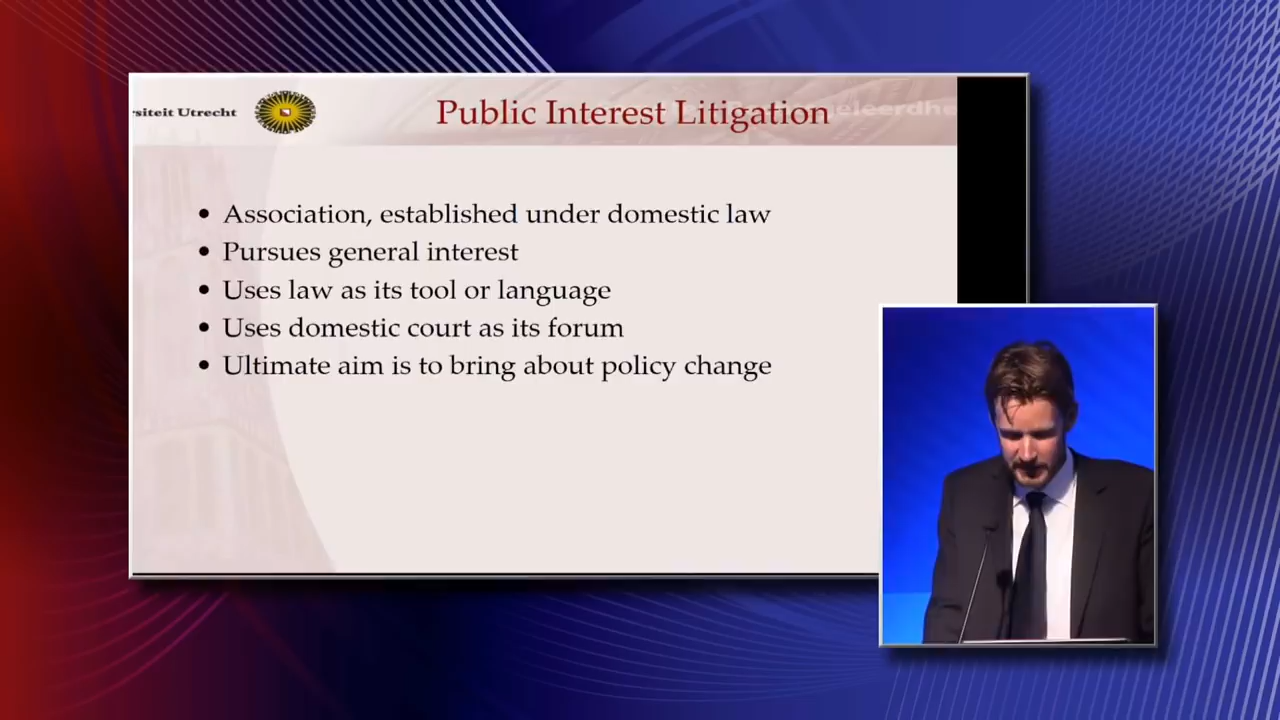 siteit Utrecht
Public Interest Litigation
• Association, established under domestic law
• Pursues general interest
• Uses law as its tool or language
• Uses domestic court as its forum
• Ultimate aim is to bring about policy change